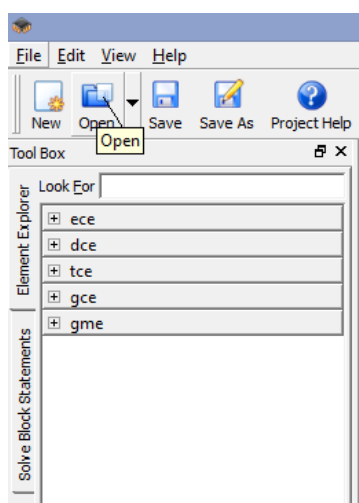 File Edit View Help
New Open Save Save As Project Help
Open
Tool Box
Look For
ece
dce
tce
gce
gme
Element Explorer
Solve Block Statements